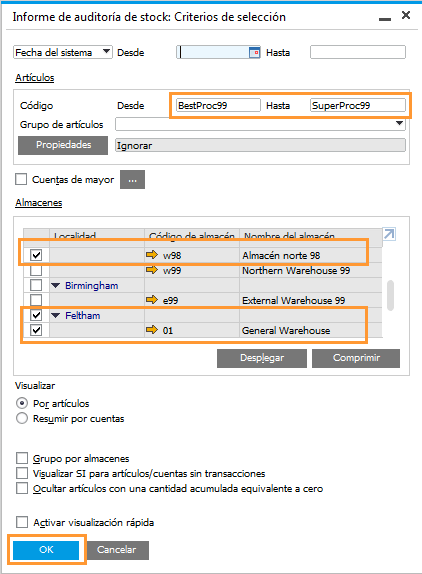 Informe de auditoría de stock: Criterios de selección
Fecha del sistema Desde Hasta
Artículos
Código Desde BestProc99 Hasta SuperProc99
Grupo de artículos
Propiedades Ignorar
Cuentas de mayor ...
Almacenes
Localidad Código de almacén Nombre del almacén
w98 Almacén norte 98
w99 Northern Warehouse 99
Birmingham
e99 External Warehouse 99
Feltham
01 General Warehouse
Desplegar Comprimir
Visualizar
Por artículos
Resumir por cuentas
Grupo por almacenes
Visualizar SI para artículos/cuentas sin transacciones
Ocultar artículos con una cantidad acumulada equivalente a cero
Activar visualización rápida
OK Cancelar